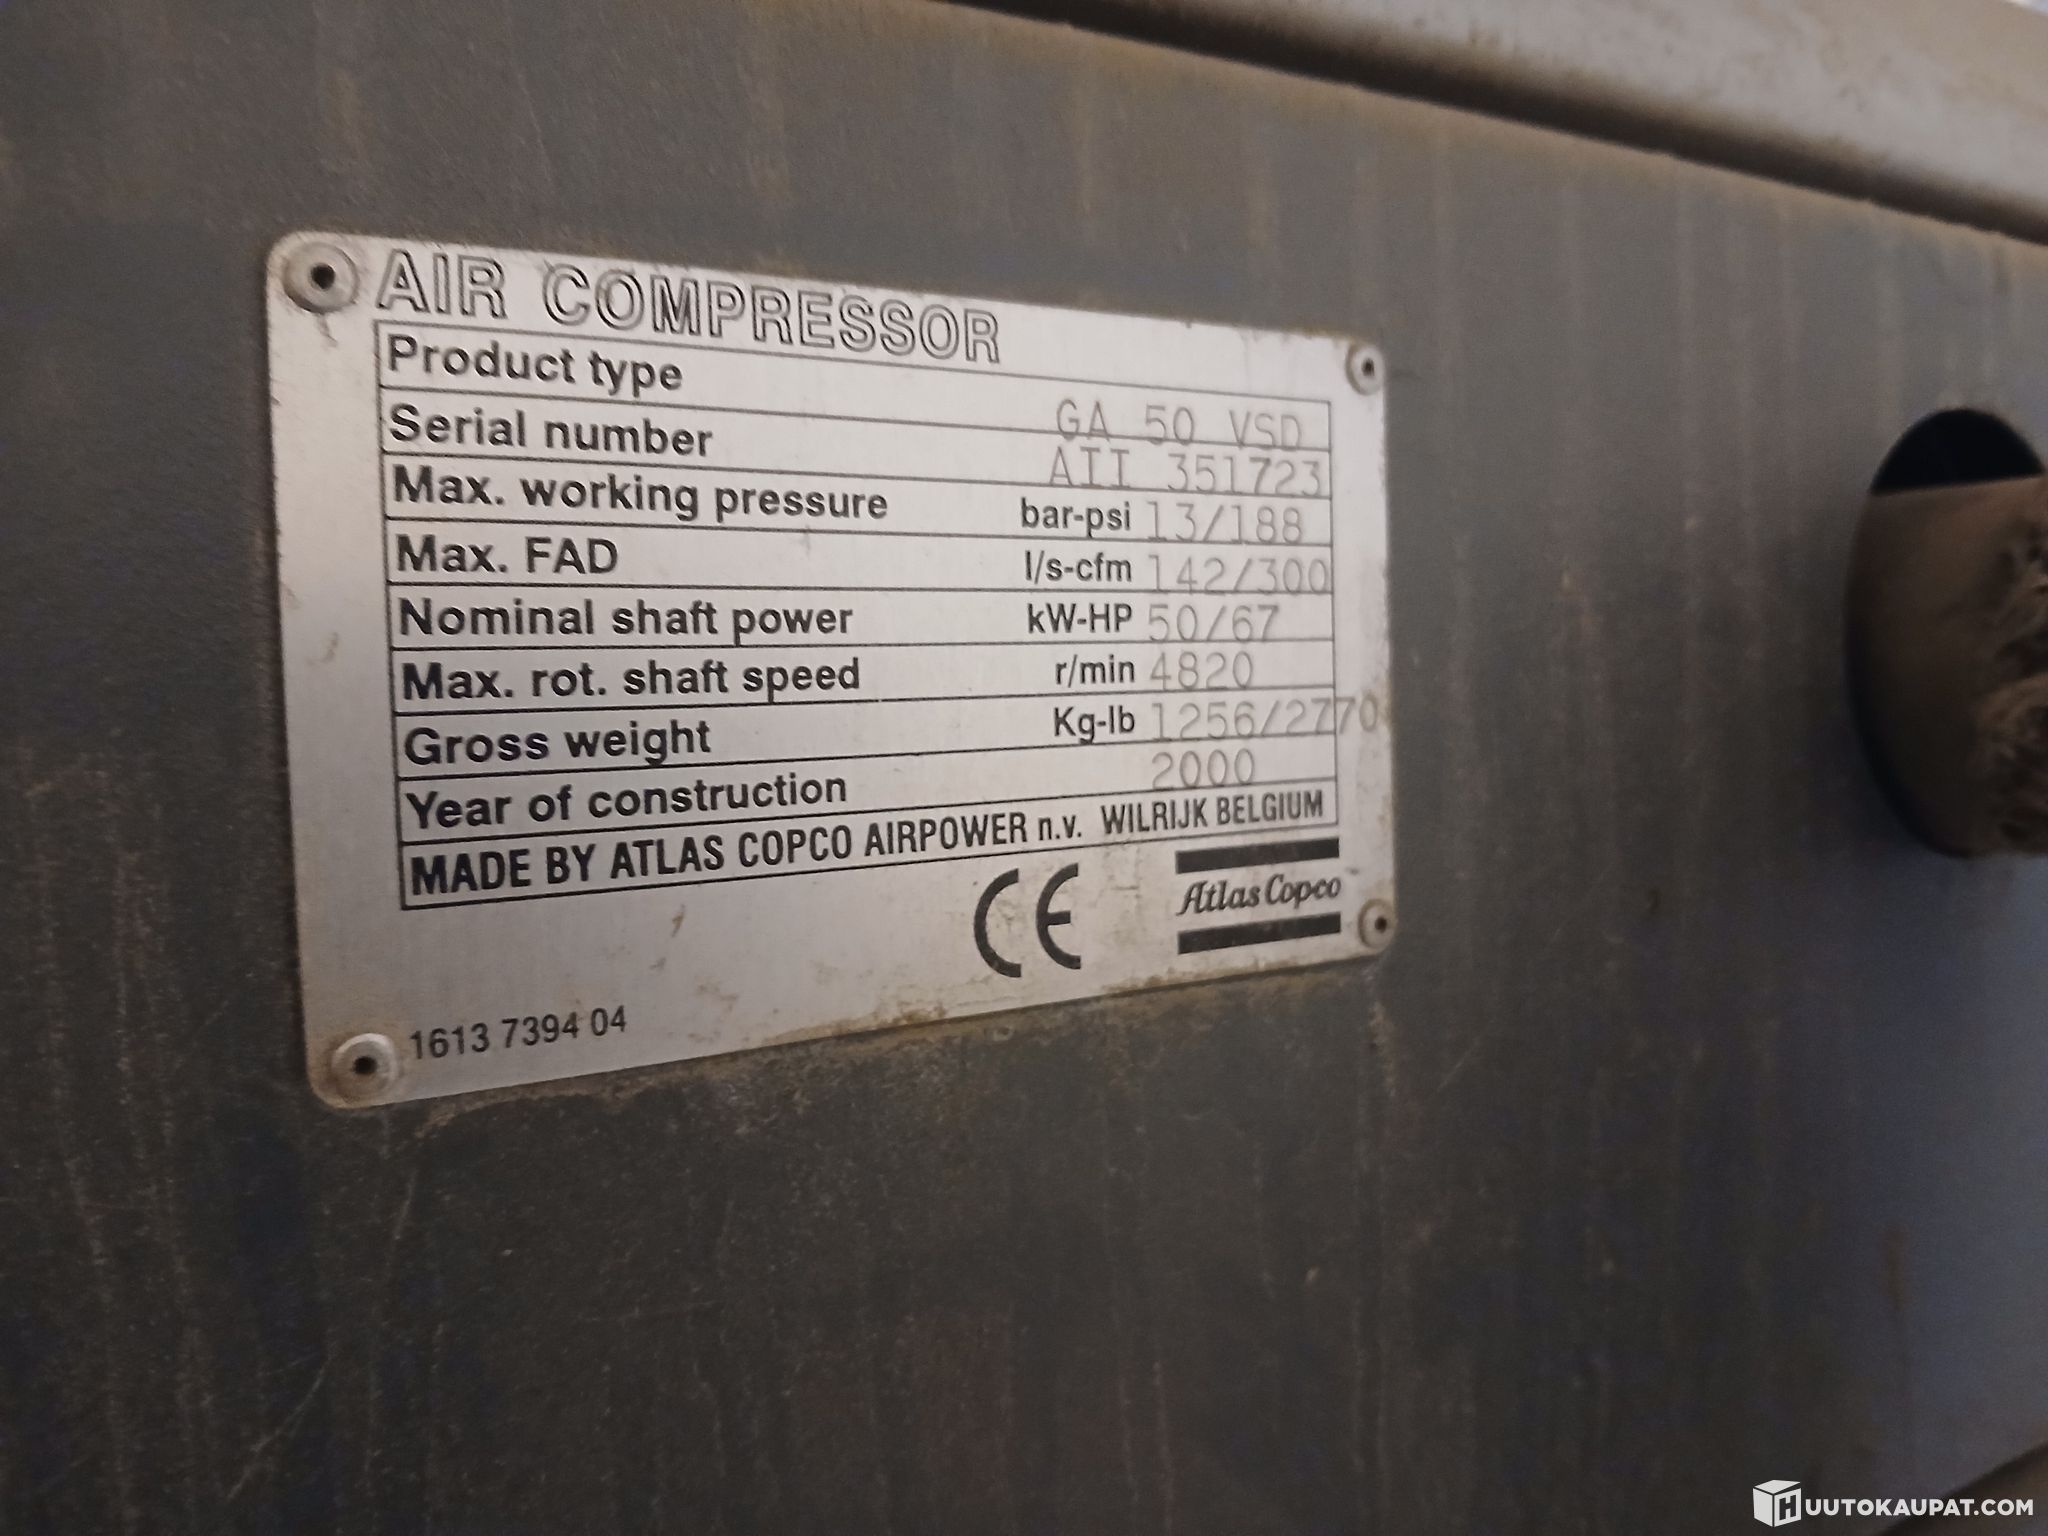 AIR COMPRESSOR
Product type GA 50 VSD
Serial number AII 351723
Max. working pressure bar-psi 13/188
Max. FAD l/s-cfm 142/300
Nominal shaft power kW-HP 50/67
Max. rot. shaft speed r/min 4820
Gross weight Kg-lb 1256/2770
Year of construction 2000
MADE BY ATLAS COPCO AIRPOWER n.v. WILRIJK BELGIUM
CE
Atlas Copco
1613 7394 04
HUUTOKAUPAT.COM